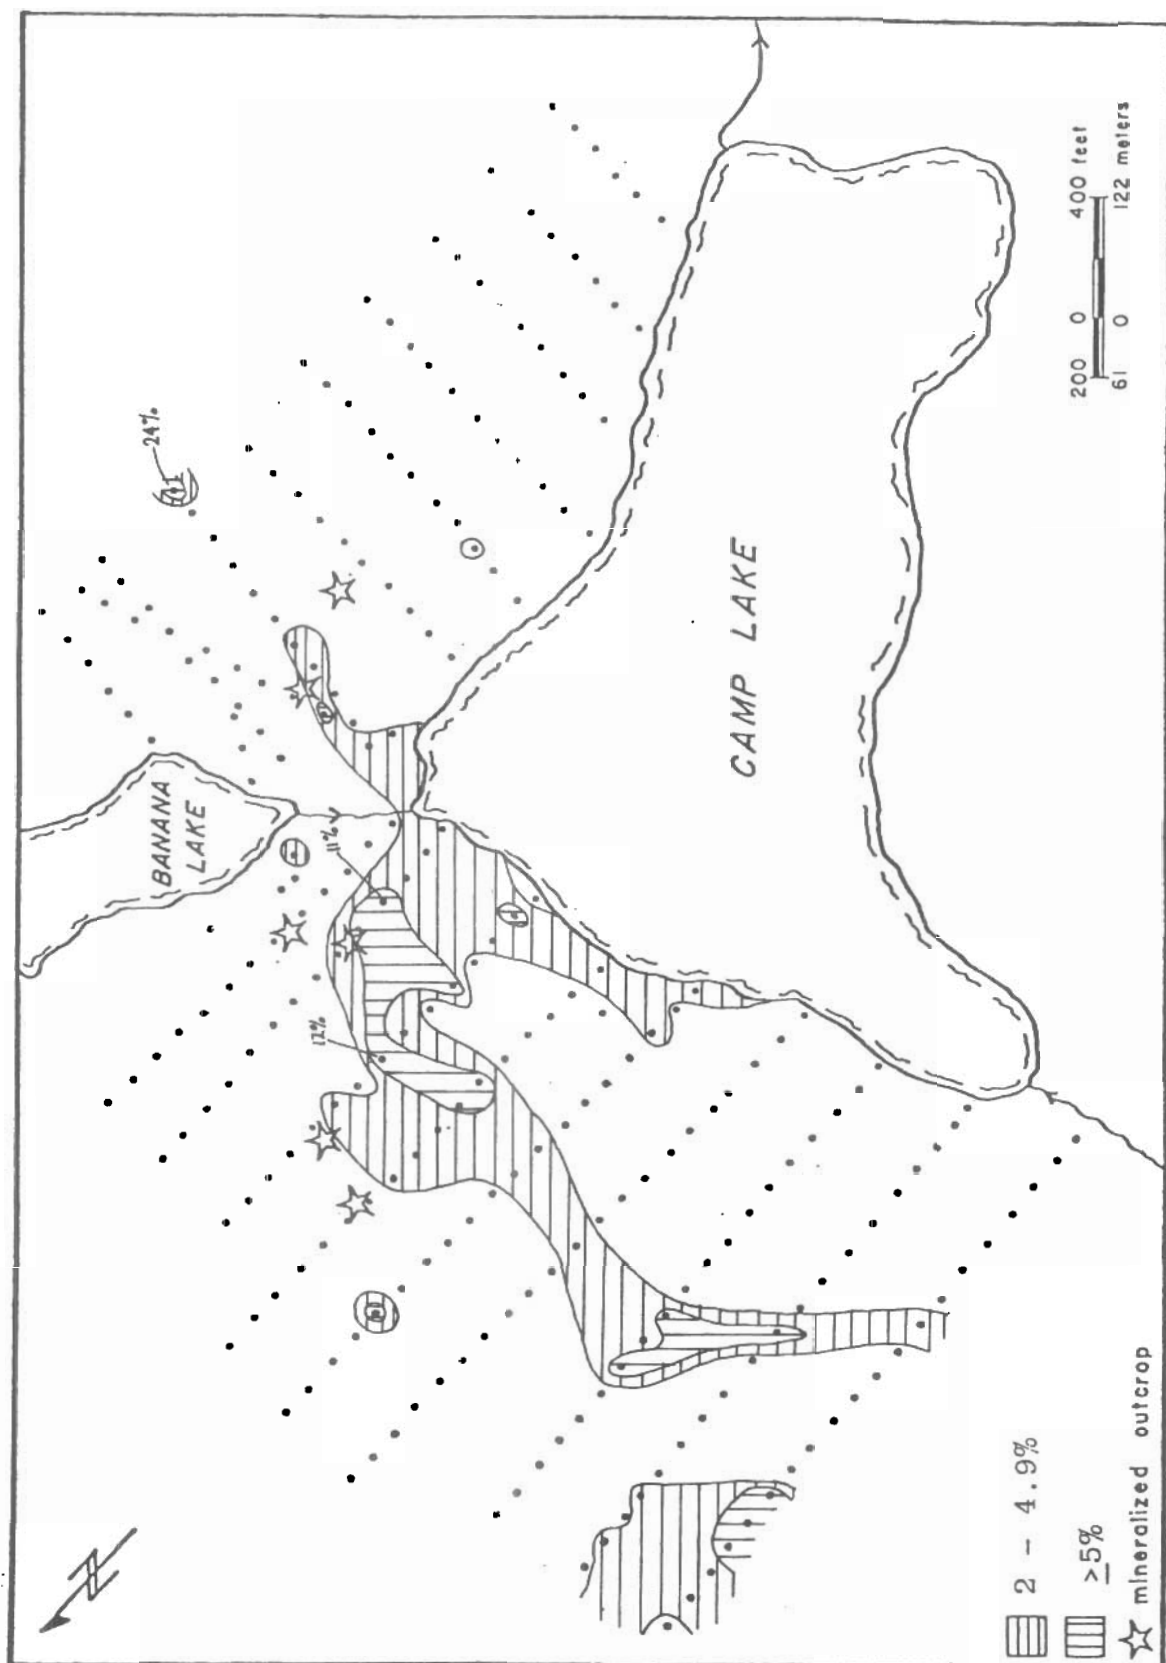 24%
BANANA
LAKE
11%
12%
CAMP LAKE
N
200 0 400 feet
61 0 122 meters
2 - 4.9%
≥5%
mineralized outcrop